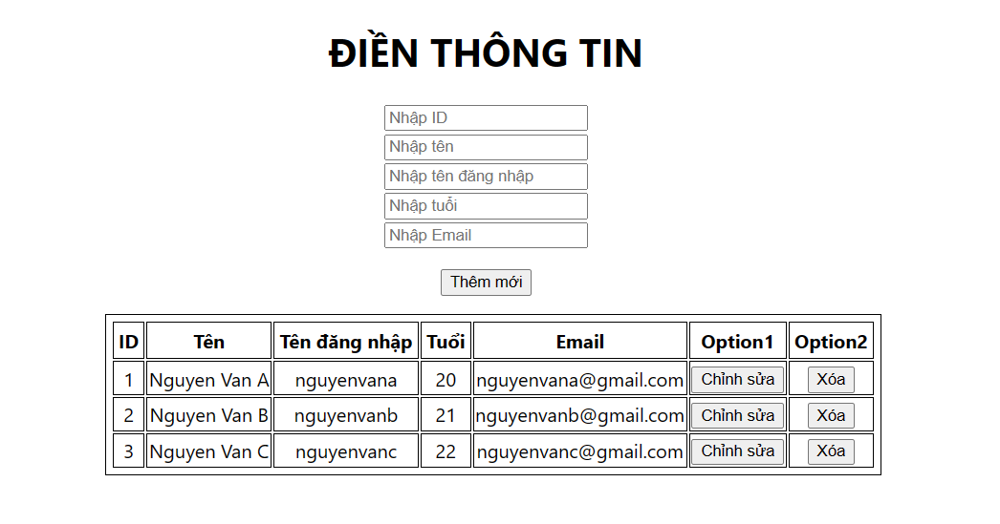 ĐIỀN THÔNG TIN
Nhập ID
Nhập tên
Nhập tên đăng nhập
Nhập tuổi
Nhập Email
Thêm mới
ID Tên Tên đăng nhập Tuổi Email Option1 Option2
1 Nguyen Van A nguyenvana 20 nguyenvana@gmail.com Chỉnh sửa Xóa
2 Nguyen Van B nguyenvanb 21 nguyenvanb@gmail.com Chỉnh sửa Xóa
3 Nguyen Van C nguyenvanc 22 nguyenvanc@gmail.com Chỉnh sửa Xóa